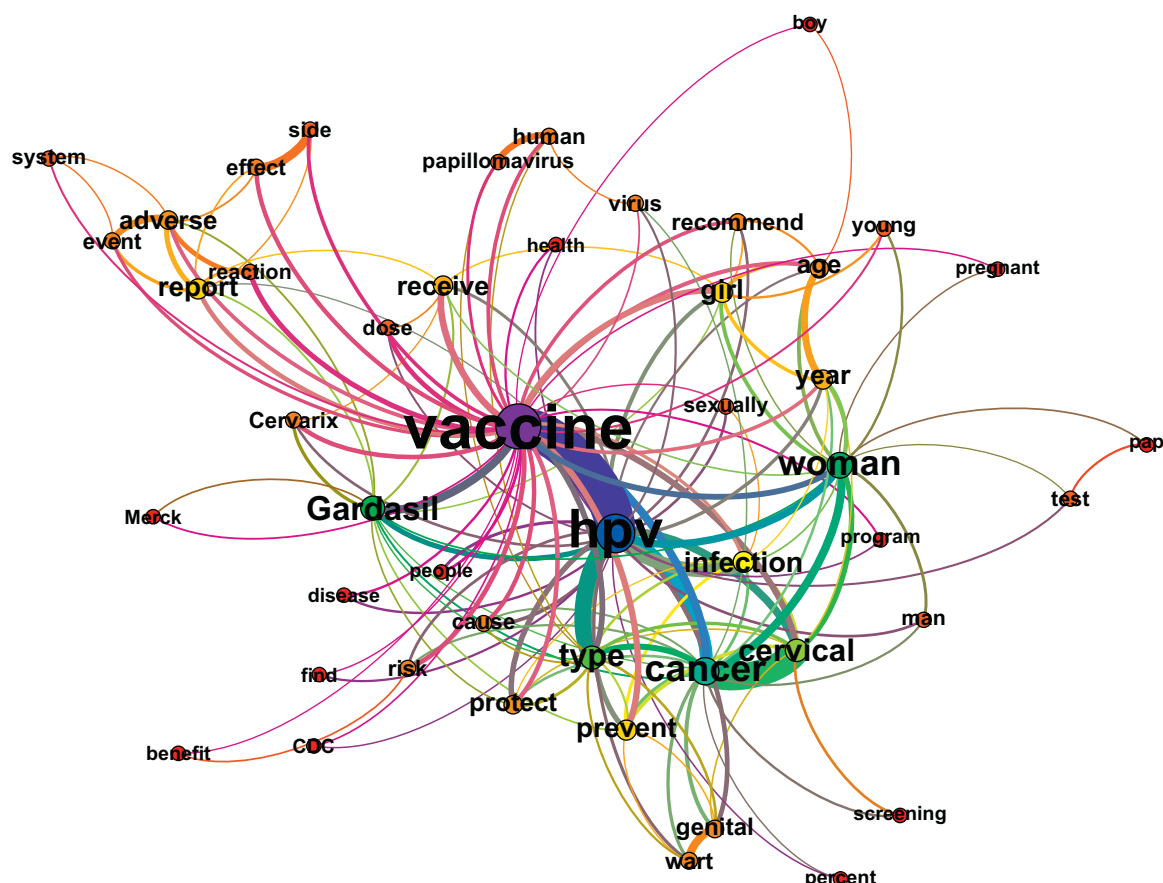 boy
side
human
system
effect
papillomavirus
virus
recommend
young
adverse
event
health
reaction
age
pregnant
report
receive
girl
dose
year
sexually
Cervarix
vaccine
pap
woman
test
Gardasil
Merck
hpv
program
infection
people
disease
cause
man
type
cervical
cancer
find
risk
protect
prevent
benefit
CDC
screening
genital
wart
percent